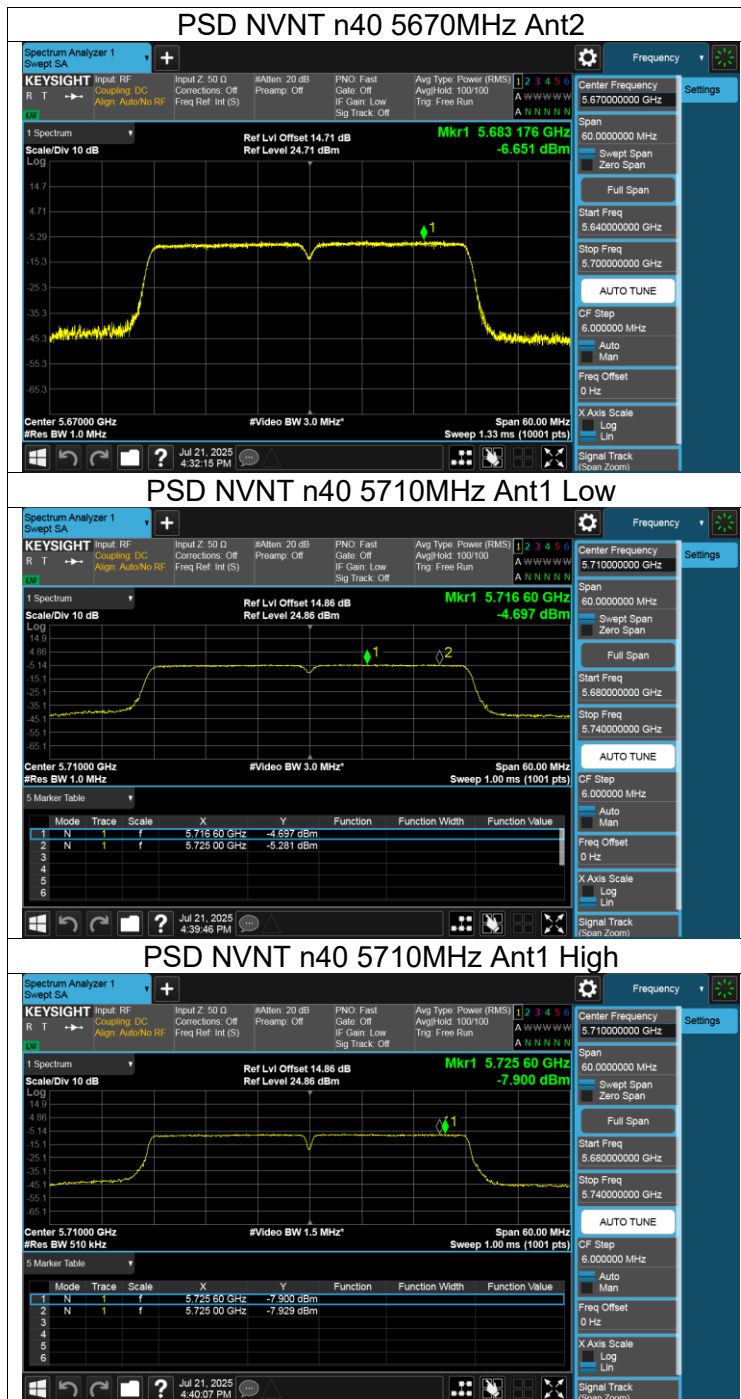 PSD NVNT n40 5670MHz Ant2
Spectrum Analyzer 1
Swept SA
+
Frequency
KEYSIGHT Input: RF Input Z: 50 Ω #Atten: 20 dB PNO: Fast Avg Type: Power (RMS) 1 2 3 4 5 6
R T Coupling: DC Corrections: Off Preamp: Off Gate: Off Avg|Hold: 100/100 A W W W W W
Align: Auto/No RF Freq Ref: Int (S) IF Gain: Low Trig: Free Run A N N N N N
LXI Sig Track: Off
Center Frequency
5.670000000 GHz
Settings
Span
60.0000000 MHz
Swept Span
Zero Span
Full Span
Start Freq
5.640000000 GHz
Stop Freq
5.700000000 GHz
AUTO TUNE
CF Step
6.000000 MHz
Auto
Man
Freq Offset
0 Hz
X Axis Scale
Log
Lin
Signal Track
(Span Zoom)
1 Spectrum
Scale/Div 10 dB
Ref Lvl Offset 14.71 dB
Ref Level 24.71 dBm
Mkr1 5.683 176 GHz
-6.651 dBm
Log
14.7
4.71
-5.29
-15.3
-25.3
-35.3
-45.3
-55.3
-65.3
1
Center 5.67000 GHz #Video BW 3.0 MHz* Span 60.00 MHz
#Res BW 1.0 MHz Sweep 1.33 ms (10001 pts)
? Jul 21, 2025
4:32:15 PM
PSD NVNT n40 5710MHz Ant1 Low
Spectrum Analyzer 1
Swept SA
+
Frequency
KEYSIGHT Input: RF Input Z: 50 Ω #Atten: 20 dB PNO: Fast Avg Type: Power (RMS) 1 2 3 4 5 6
R T Coupling: DC Corrections: Off Preamp: Off Gate: Off Avg|Hold: 100/100 A W W W W W
Align: Auto/No RF Freq Ref: Int (S) IF Gain: Low Trig: Free Run A N N N N N
LXI Sig Track: Off
Center Frequency
5.710000000 GHz
Settings
Span
60.0000000 MHz
Swept Span
Zero Span
Full Span
Start Freq
5.680000000 GHz
Stop Freq
5.740000000 GHz
AUTO TUNE
CF Step
6.000000 MHz
Auto
Man
Freq Offset
0 Hz
X Axis Scale
Log
Lin
Signal Track
(Span Zoom)
1 Spectrum
Scale/Div 10 dB
Ref Lvl Offset 14.86 dB
Ref Level 24.86 dBm
Mkr1 5.716 60 GHz
-4.697 dBm
Log
14.9
4.86
-5.14
-15.1
-25.1
-35.1
-45.1
-55.1
-65.1
1
2
Center 5.71000 GHz #Video BW 3.0 MHz* Span 60.00 MHz
#Res BW 1.0 MHz Sweep 1.00 ms (1001 pts)
5 Marker Table
Mode Trace Scale X Y Function Function Width Function Value
1 N 1 f 5.716 60 GHz -4.697 dBm
2 N 1 f 5.725 00 GHz -5.281 dBm
3
4
5
6
? Jul 21, 2025
4:39:46 PM
PSD NVNT n40 5710MHz Ant1 High
Spectrum Analyzer 1
Swept SA
+
Frequency
KEYSIGHT Input: RF Input Z: 50 Ω #Atten: 20 dB PNO: Fast Avg Type: Power (RMS) 1 2 3 4 5 6
R T Coupling: DC Corrections: Off Preamp: Off Gate: Off Avg|Hold: 100/100 A W W W W W
Align: Auto/No RF Freq Ref: Int (S) IF Gain: Low Trig: Free Run A N N N N N
LXI Sig Track: Off
Center Frequency
5.710000000 GHz
Settings
Span
60.0000000 MHz
Swept Span
Zero Span
Full Span
Start Freq
5.680000000 GHz
Stop Freq
5.740000000 GHz
AUTO TUNE
CF Step
6.000000 MHz
Auto
Man
Freq Offset
0 Hz
X Axis Scale
Log
Lin
Signal Track
(Span Zoom)
1 Spectrum
Scale/Div 10 dB
Ref Lvl Offset 14.86 dB
Ref Level 24.86 dBm
Mkr1 5.725 60 GHz
-7.900 dBm
Log
14.9
4.86
-5.14
-15.1
-25.1
-35.1
-45.1
-55.1
-65.1
1
Center 5.71000 GHz #Video BW 1.5 MHz* Span 60.00 MHz
#Res BW 510 kHz Sweep 1.00 ms (1001 pts)
5 Marker Table
Mode Trace Scale X Y Function Function Width Function Value
1 N 1 f 5.725 60 GHz -7.900 dBm
2 N 1 f 5.725 00 GHz -7.929 dBm
3
4
5
6
? Jul 21, 2025
4:40:07 PM